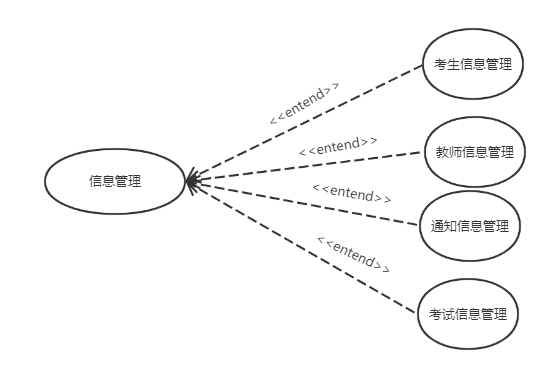 考生信息管理
<<entend>>
<<entend>>
教师信息管理
信息管理
<<entend>>
通知信息管理
<<entend>>
考试信息管理